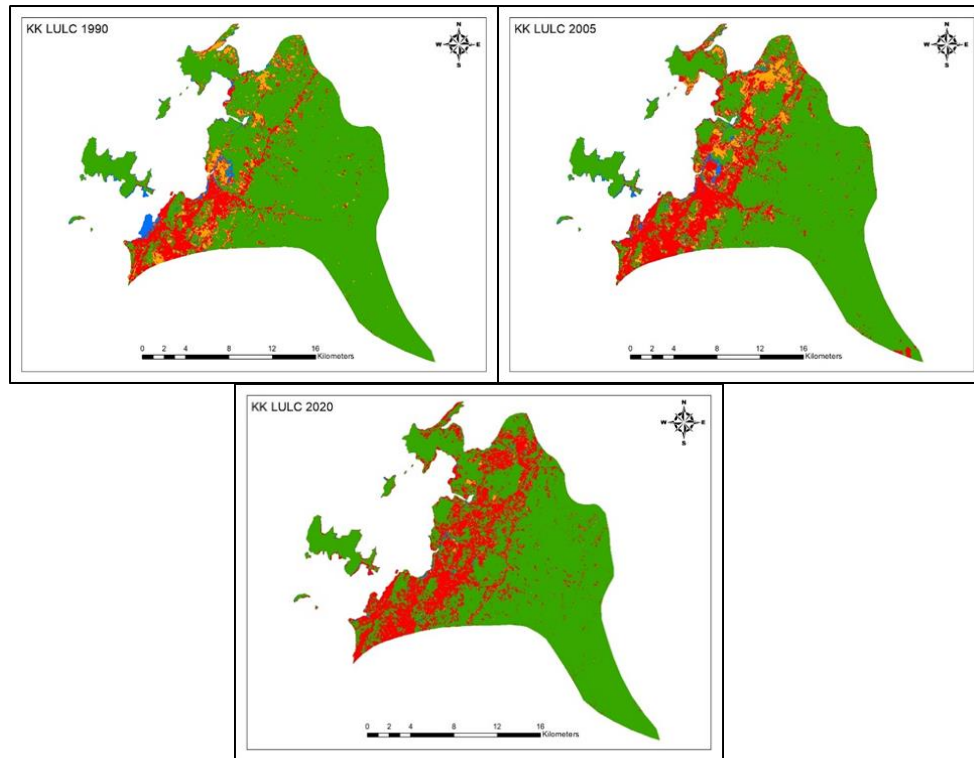 KK LULC 1990
N
W E
S
0 2 4 8 12 16
Kilometers
KK LULC 2005
N
W E
S
0 2 4 8 12 16
Kilometers
KK LULC 2020
N
W E
S
0 2 4 8 12 16
Kilometers